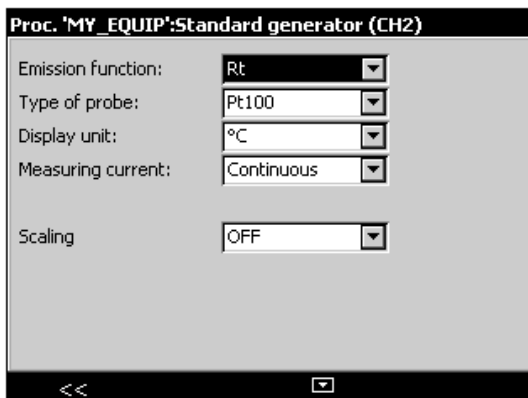 Proc. 'MY_EQUIP':Standard generator (CH2)
Emission function: Rt
Type of probe: Pt100
Display unit: °C
Measuring current: Continuous
Scaling OFF
<<